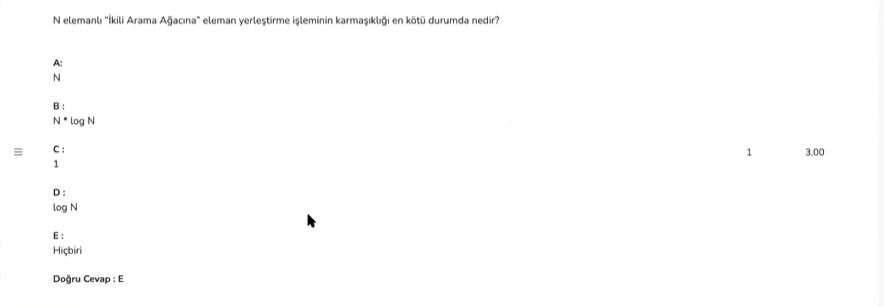 N elemanlı "İkili Arama Ağacına" eleman yerleştirme işleminin karmaşıklığı en kötü durumda nedir?
A:
N
B :
N * log N
C :
1
1 3,00
D :
log N
E :
Hiçbiri
Doğru Cevap : E